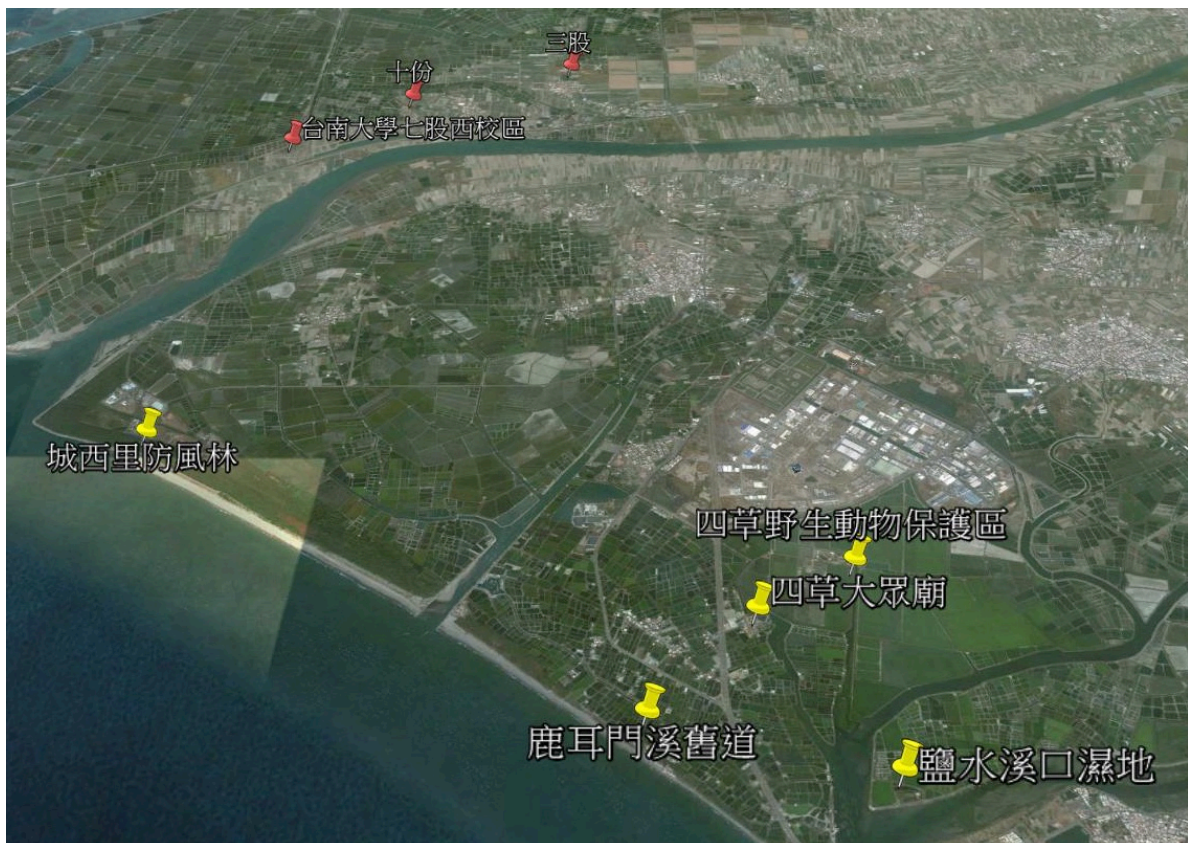 三股
十份
台南大學七股西校區
城西里防風林
四草野生動物保護區
四草大眾廟
鹿耳門溪舊道
鹽水溪口濕地